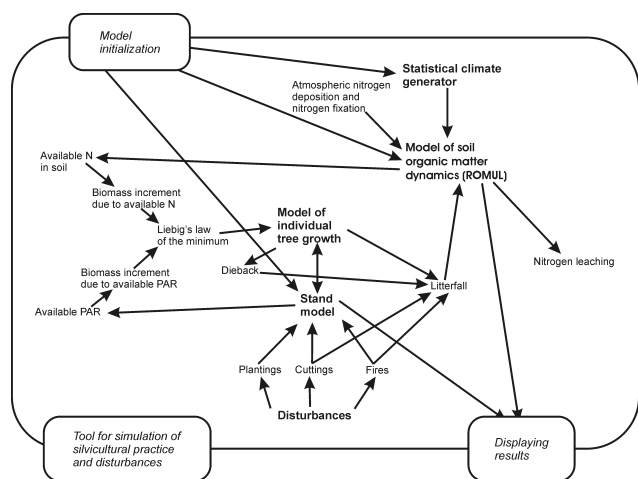 Model
initialization
Statistical climate
generator
Atmospheric nitrogen
deposition and
nitrogen fixation
Model of soil
organic matter
dynamics (ROMUL)
Available N
in soil
Biomass increment
due to available N
Liebig's law
of the minimum
Model of
individual
tree growth
Biomass increment
due to available PAR
Dieback
Nitrogen leaching
Litterfall
Available PAR
Stand
model
Plantings
Cuttings
Fires
Disturbances
Tool for simulation of
silvicultural practice
and disturbances
Displaying
results